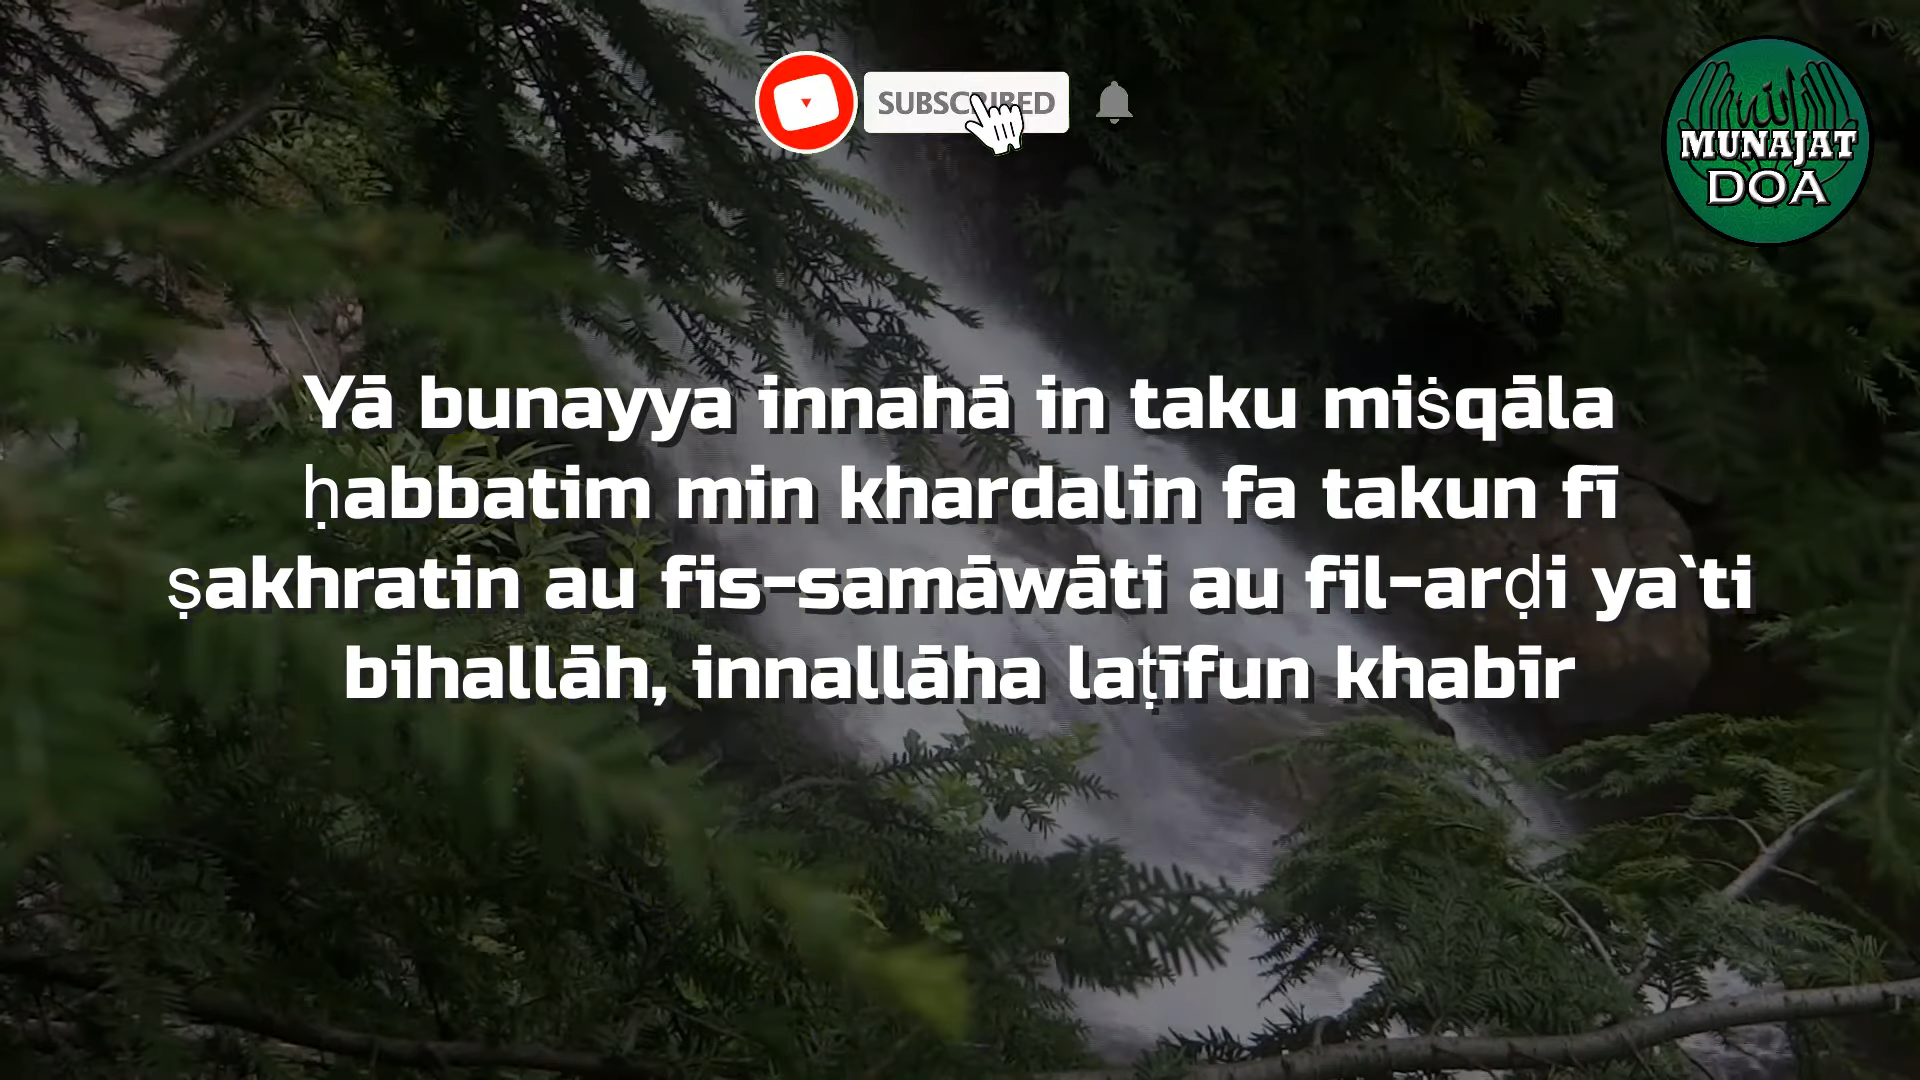 SUBSCRIBED
MUNAJAT
DOA
Yā bunayya innahā in taku miṡqāla
ḥabbatim min khardalin fa takun fī
ṣakhratin au fis-samāwāti au fil-arḍi ya`ti
bihallāh, innallāha laṭīfun khabīr